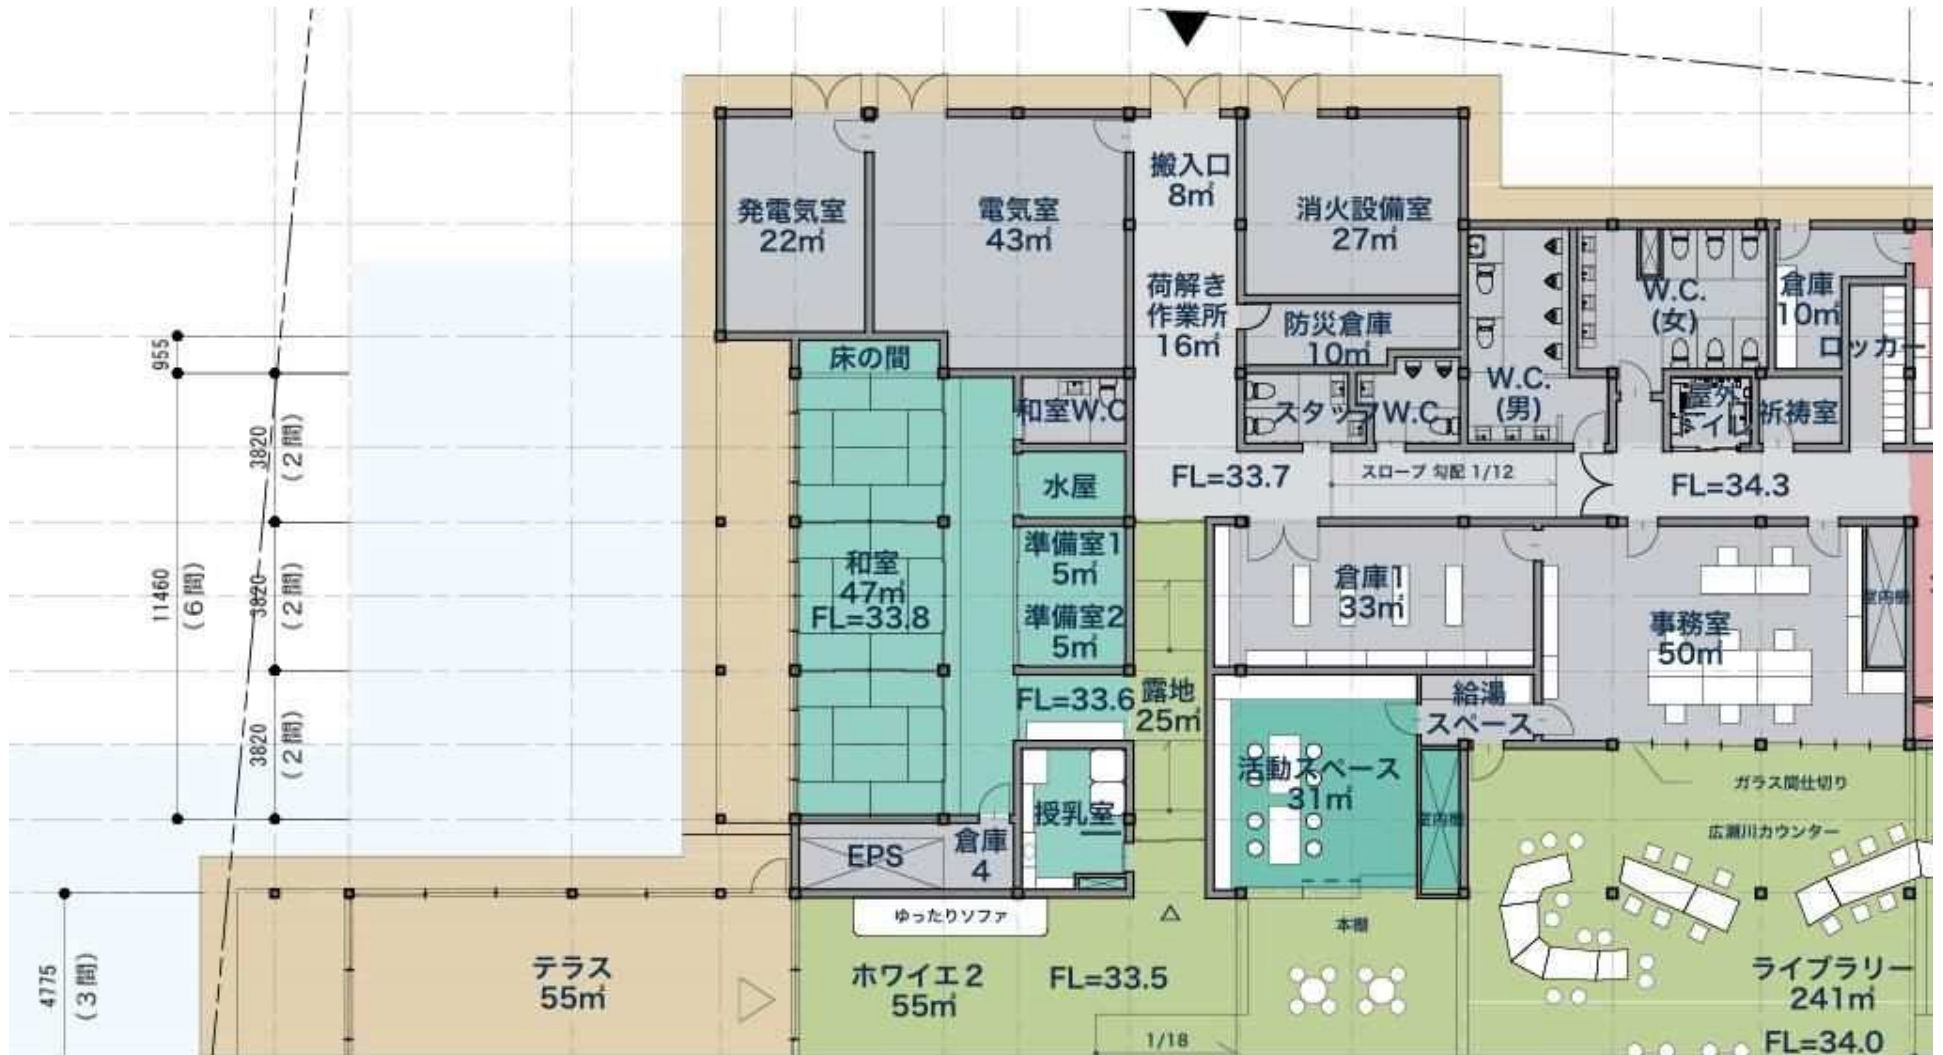 搬入口
8㎡
発電気室
22㎡
電気室
43㎡
消火設備室
27㎡
荷解き
作業所
16㎡
防災倉庫
10㎡
W.C.
(女)
倉庫
10㎡
ロッカー
床の間
和室W.C
スタッフW.C
W.C.
(男)
屋外
トイレ
祈祷室
955
3820
(2間)
水屋
FL=33.7
スロープ 勾配 1/12
FL=34.3
準備室1
5㎡
和室
47㎡
FL=33.8
準備室2
5㎡
倉庫1
33㎡
事務室
50㎡
室内機
11460
(6間)
3820
(2間)
FL=33.6
露地
25㎡
給湯
スペース
3820
(2間)
活動スペース
31㎡
室内機
授乳室
ガラス間仕切り
広瀬川カウンター
EPS
倉庫
4
ゆったりソファ
本棚
4775
(3間)
テラス
55㎡
ホワイエ2
55㎡
FL=33.5
ライブラリー
241㎡
1/18
FL=34.0